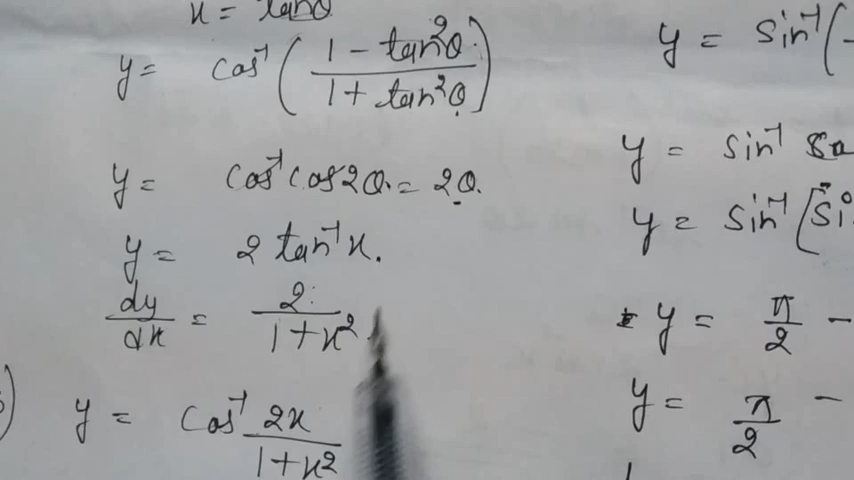 x = tanθ
y = cos⁻¹ ( (1 - tan²θ) / (1 + tan²θ) )
y = cos⁻¹ cos2θ. = 2θ.
y = 2 tan⁻¹ x.
dy/dx = 2/(1+x²)
y = cos⁻¹ 2x/(1+x²)
y = sin⁻¹ (
y = sin⁻¹
y = sin⁻¹ [
y = π/2 -
y = π/2 -